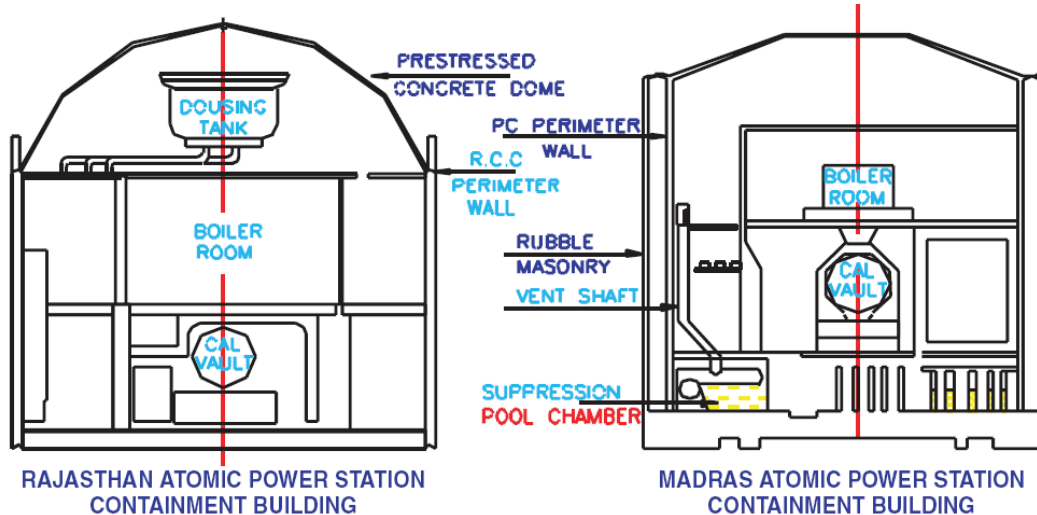 PRESTRESSED
CONCRETE DOME
DOUSING
TANK
PC PERIMETER
WALL
R.C.C
PERIMETER
WALL
BOILER
ROOM
BOILER
ROOM
RUBBLE
MASONRY
VENT SHAFT
CAL
VAULT
CAL
VAULT
SUPPRESSION
POOL CHAMBER
RAJASTHAN ATOMIC POWER STATION
CONTAINMENT BUILDING
MADRAS ATOMIC POWER STATION
CONTAINMENT BUILDING